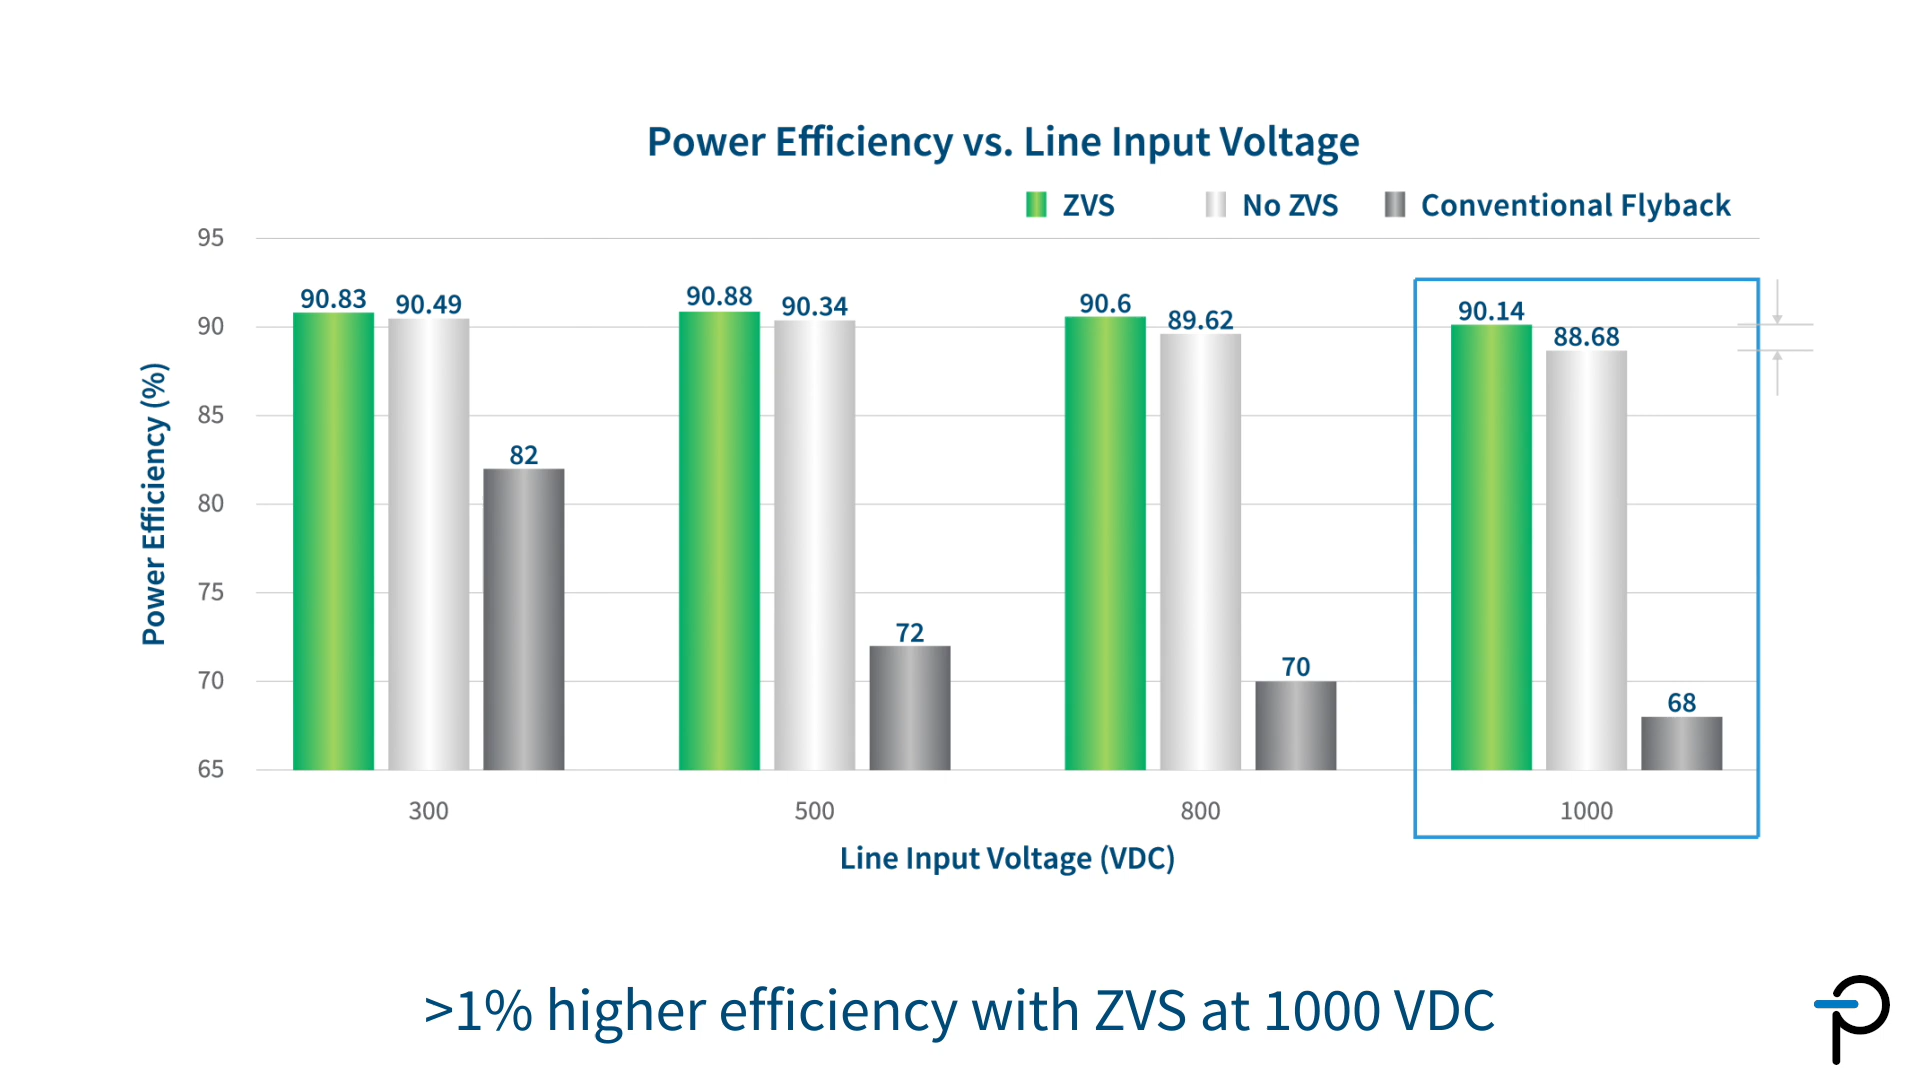 Power Efficiency vs. Line Input Voltage
ZVS No ZVS Conventional Flyback
Power Efficiency (%)
95
90
85
80
75
70
65
90.83 90.49 82
90.88 90.34 72
90.6 89.62 70
90.14 88.68 68
300 500 800 1000
Line Input Voltage (VDC)
>1% higher efficiency with ZVS at 1000 VDC